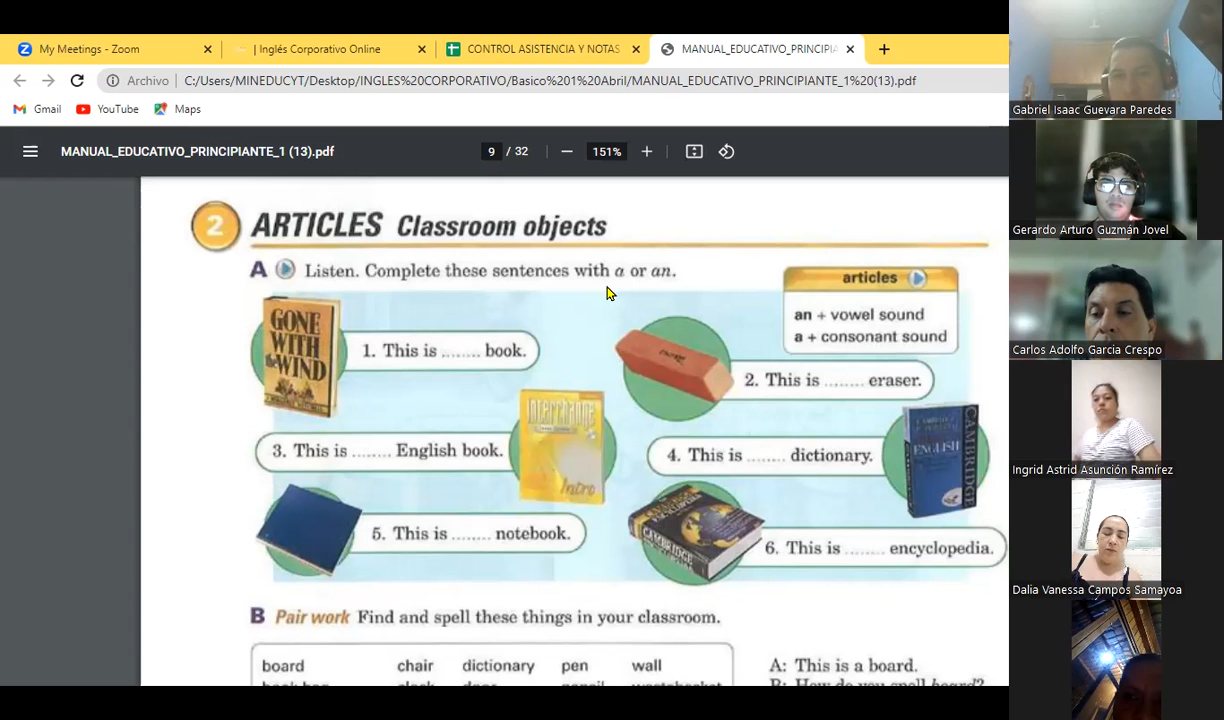 My Meetings - Zoom
| Inglés Corporativo Online
CONTROL ASISTENCIA Y NOTAS
MANUAL_EDUCATIVO_PRINCIPIA
Archivo
C:/Users/MINEDUCYT/Desktop/INGLES%20CORPORATIVO/Basico%201%20Abril/MANUAL_EDUCATIVO_PRINCIPIANTE_1%20(13).pdf
Gmail
YouTube
Maps
MANUAL_EDUCATIVO_PRINCIPIANTE_1 (13).pdf
9 / 32
151%
2 ARTICLES Classroom objects
A Listen. Complete these sentences with a or an.
articles
an + vowel sound
a + consonant sound
GONE
WITH
the WIND
1. This is ........ book.
2. This is ........ eraser.
3. This is ........ English book.
interchange
Intro
4. This is ........ dictionary.
CAMBRIDGE
ENGLISH
5. This is ........ notebook.
CAMBRIDGE
6. This is ........ encyclopedia.
B Pair work Find and spell these things in your classroom.
board chair dictionary pen wall
A: This is a board.
B: How do you spell board?
Gabriel Isaac Guevara Paredes
Gerardo Arturo Guzmán Jovel
Carlos Adolfo Garcia Crespo
Ingrid Astrid Asunción Ramírez
Dalia Vanessa Campos Samayoa